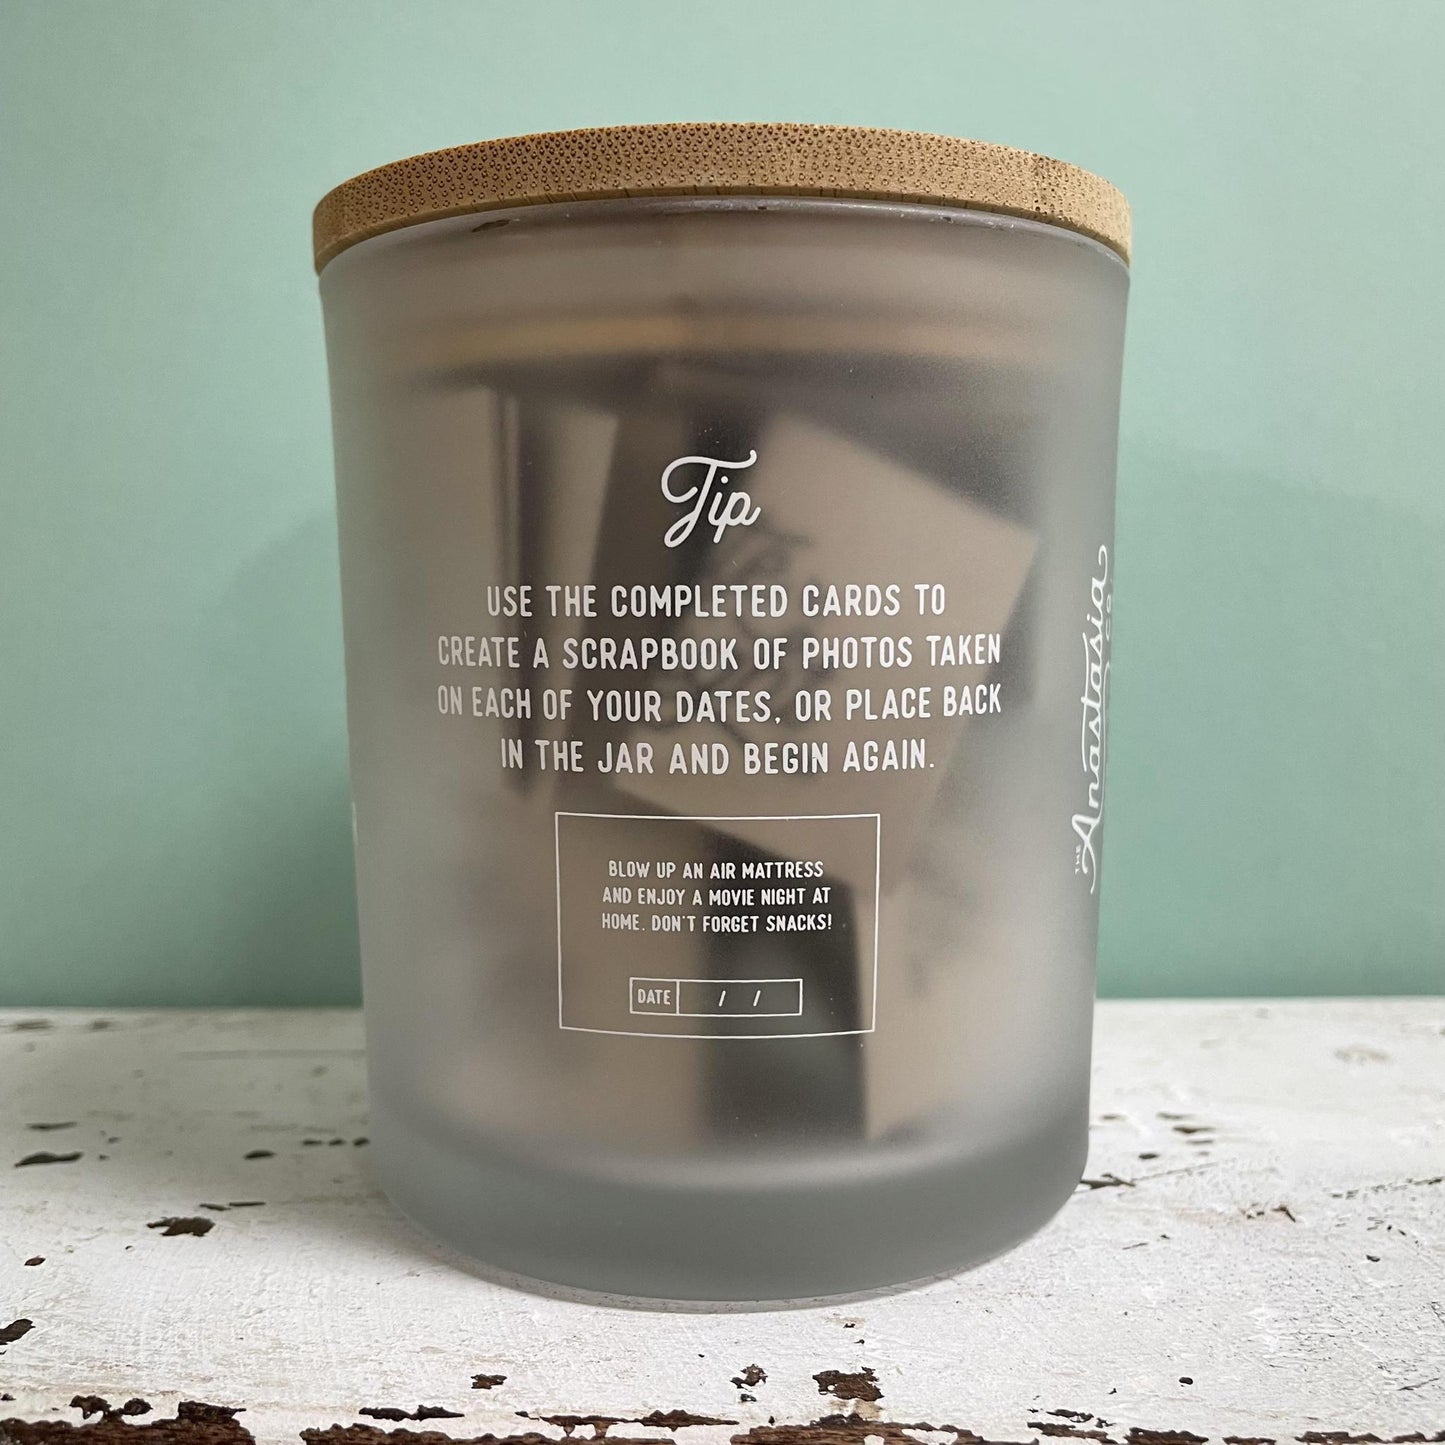 Tip
USE THE COMPLETED CARDS TO
CREATE A SCRAPBOOK OF PHOTOS TAKEN
ON EACH OF YOUR DATES, OR PLACE BACK
IN THE JAR AND BEGIN AGAIN.
BLOW UP AN AIR MATTRESS
AND ENJOY A MOVIE NIGHT AT
HOME. DON'T FORGET SNACKS!
DATE / /
THE Anastasia CO.